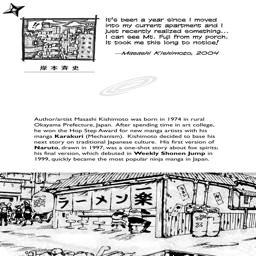 It's been a year since I moved
into my current apartment and I
just recently realized something...
I can see Mt. Fuji from my porch.
It took me this long to notice!
—Masashi Kishimoto, 2004
岸本斉史
Author/artist Masashi Kishimoto was born in 1974 in rural
Okayama Prefecture, Japan. After spending time in art college,
he won the Hop Step Award for new manga artists with his
manga Karakuri (Mechanism). Kishimoto decided to base his
next story on traditional Japanese culture. His first version of
Naruto, drawn in 1997, was a one-shot story about fox spirits;
his final version, which debuted in Weekly Shonen Jump in
1999, quickly became the most popular ninja manga in Japan.
ラーメン
楽